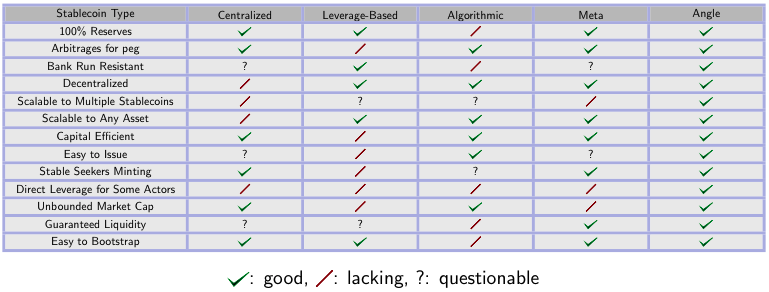 Stablecoin Type Centralized Leverage-Based Algorithmic Meta Angle
100% Reserves ✓ ✓ / ✓ ✓
Arbitrages for peg ✓ / ✓ ✓ ✓
Bank Run Resistant ? ✓ / ? ✓
Decentralized / ✓ ✓ ✓ ✓
Scalable to Multiple Stablecoins / ? ? / ✓
Scalable to Any Asset / ✓ ✓ ✓ ✓
Capital Efficient ✓ / ✓ ✓ ✓
Easy to Issue ? / ✓ ? ✓
Stable Seekers Minting ✓ / ? ✓ ✓
Direct Leverage for Some Actors / / / / ✓
Unbounded Market Cap ✓ / ✓ / ✓
Guaranteed Liquidity ? ? / ✓ ✓
Easy to Bootstrap ✓ ✓ / ✓ ✓
✓: good, /: lacking, ?: questionable